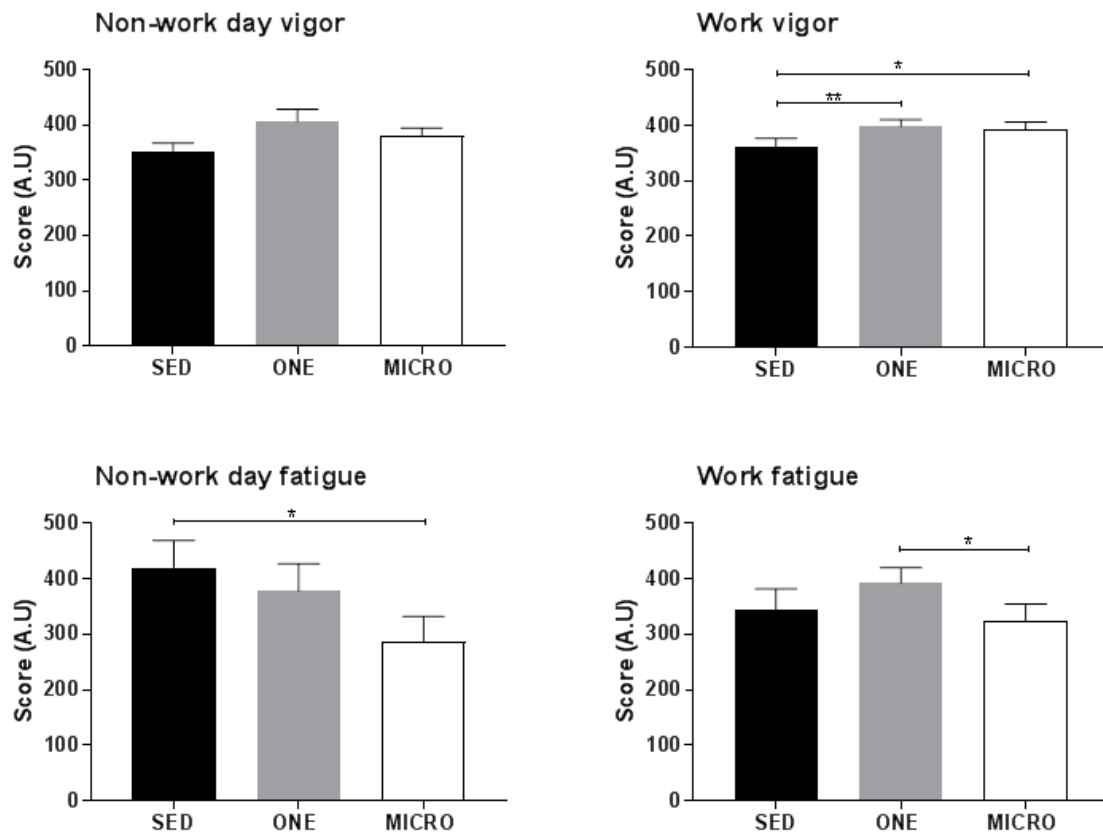 Non-work day vigor
Score (A.U)
500
400
300
200
100
0
SED ONE MICRO
Work vigor
Score (A.U)
500
400
300
200
100
0
*
**
SED ONE MICRO
Non-work day fatigue
Score (A.U)
500
400
300
200
100
0
*
SED ONE MICRO
Work fatigue
Score (A.U)
500
400
300
200
100
0
*
SED ONE MICRO